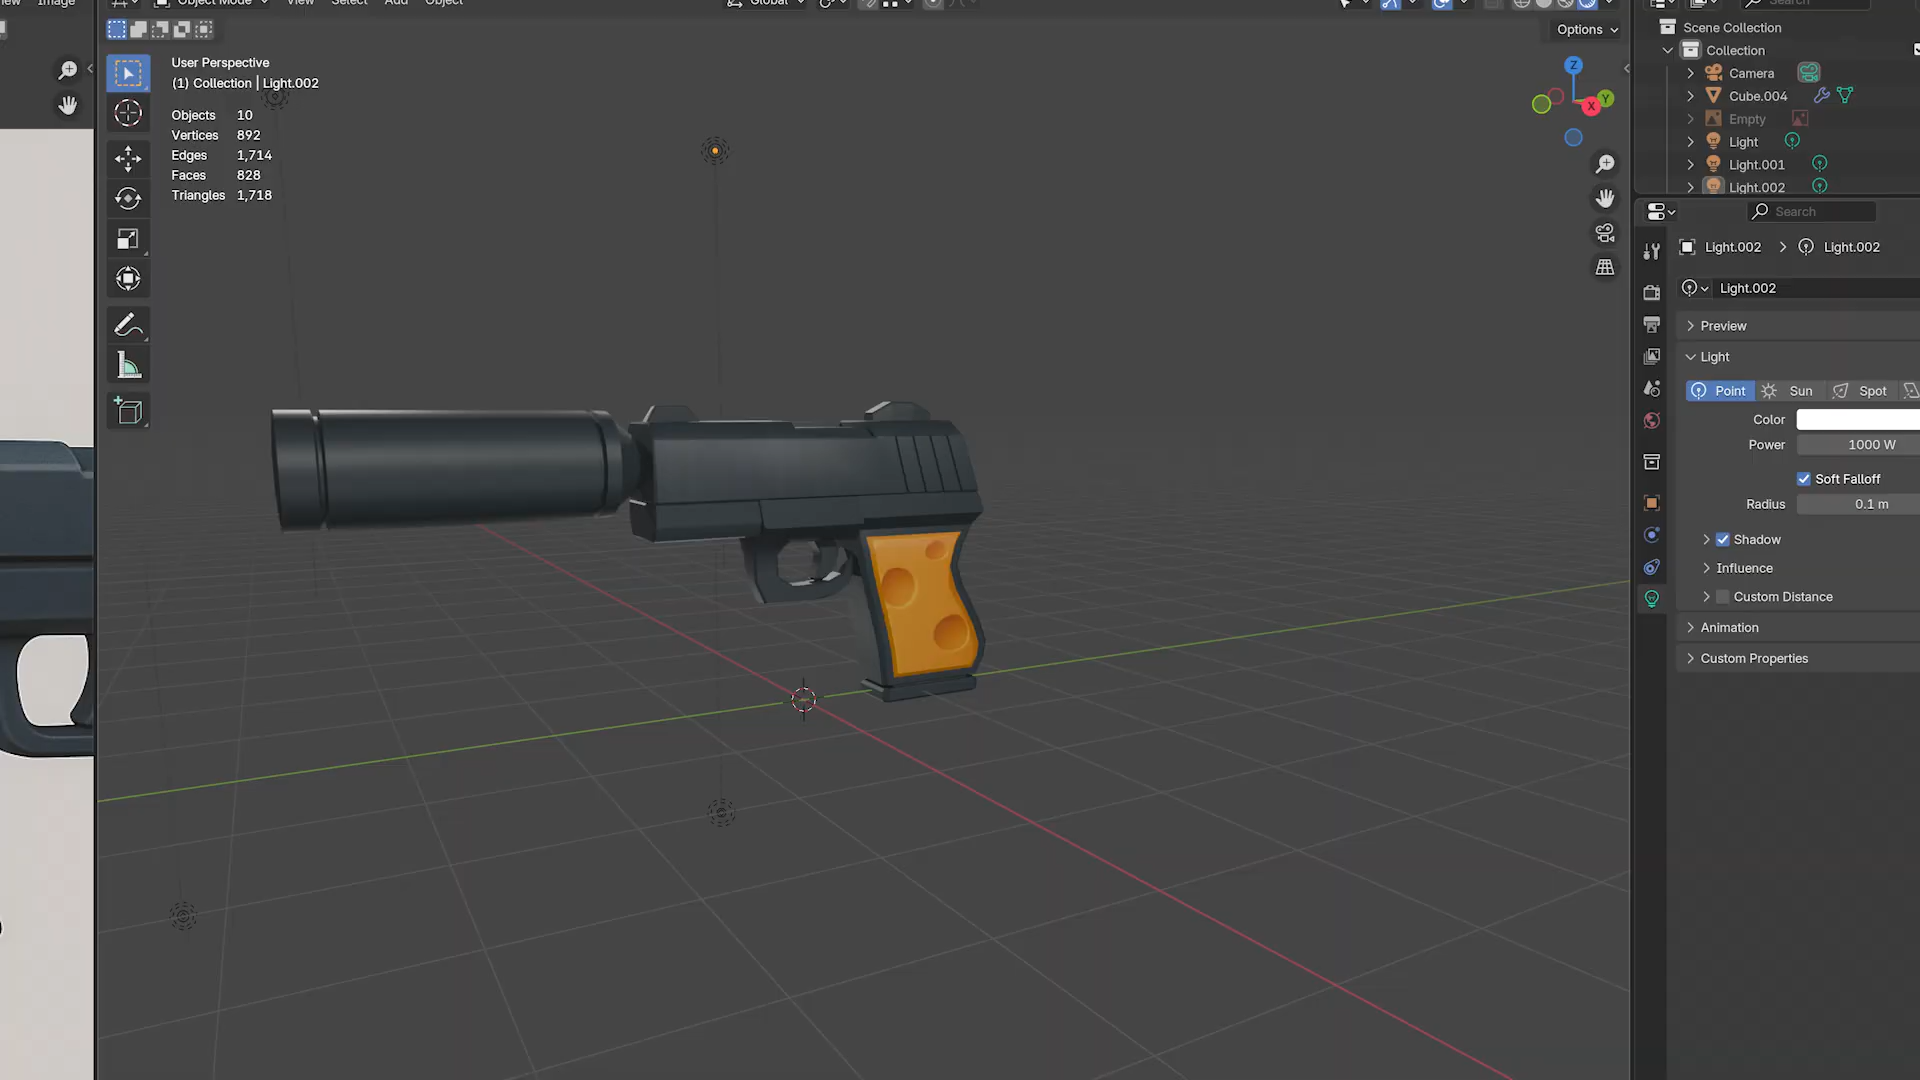 Image
Object Mode
View
Select
Add
Object
Global
Options
User Perspective
(1) Collection | Light.002
Objects 10
Vertices 892
Edges 1,714
Faces 828
Triangles 1,718
Z
Y
X
Search
Scene Collection
Collection
Camera
Cube.004
Empty
Light
Light.001
Light.002
Search
Light.002 > Light.002
Light.002
Preview
Light
Point
Sun
Spot
Color
Power 1000 W
Soft Falloff
Radius 0.1 m
Shadow
Influence
Custom Distance
Animation
Custom Properties